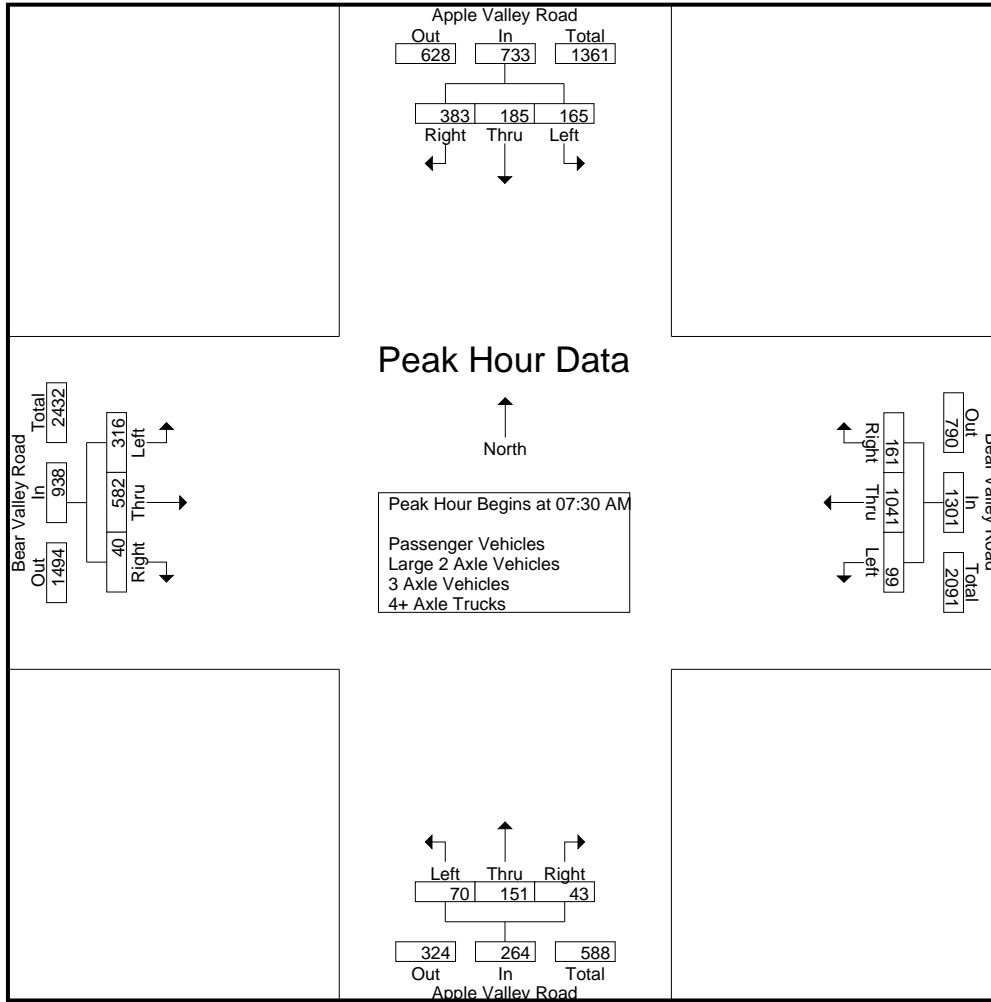 Apple Valley Road
Out In Total
628 733 1361
383 185 165
Right Thru Left
Peak Hour Data
North
Peak Hour Begins at 07:30 AM
Passenger Vehicles
Large 2 Axle Vehicles
3 Axle Vehicles
4+ Axle Trucks
Bear Valley Road
Out In Total
1494 938 2432
Left Thru Right
316 582 40
Bear Valley Road
Out In Total
790 1301 2091
Right Thru Left
161 1041 99
Left Thru Right
70 151 43
324 264 588
Out In Total
Apple Valley Road